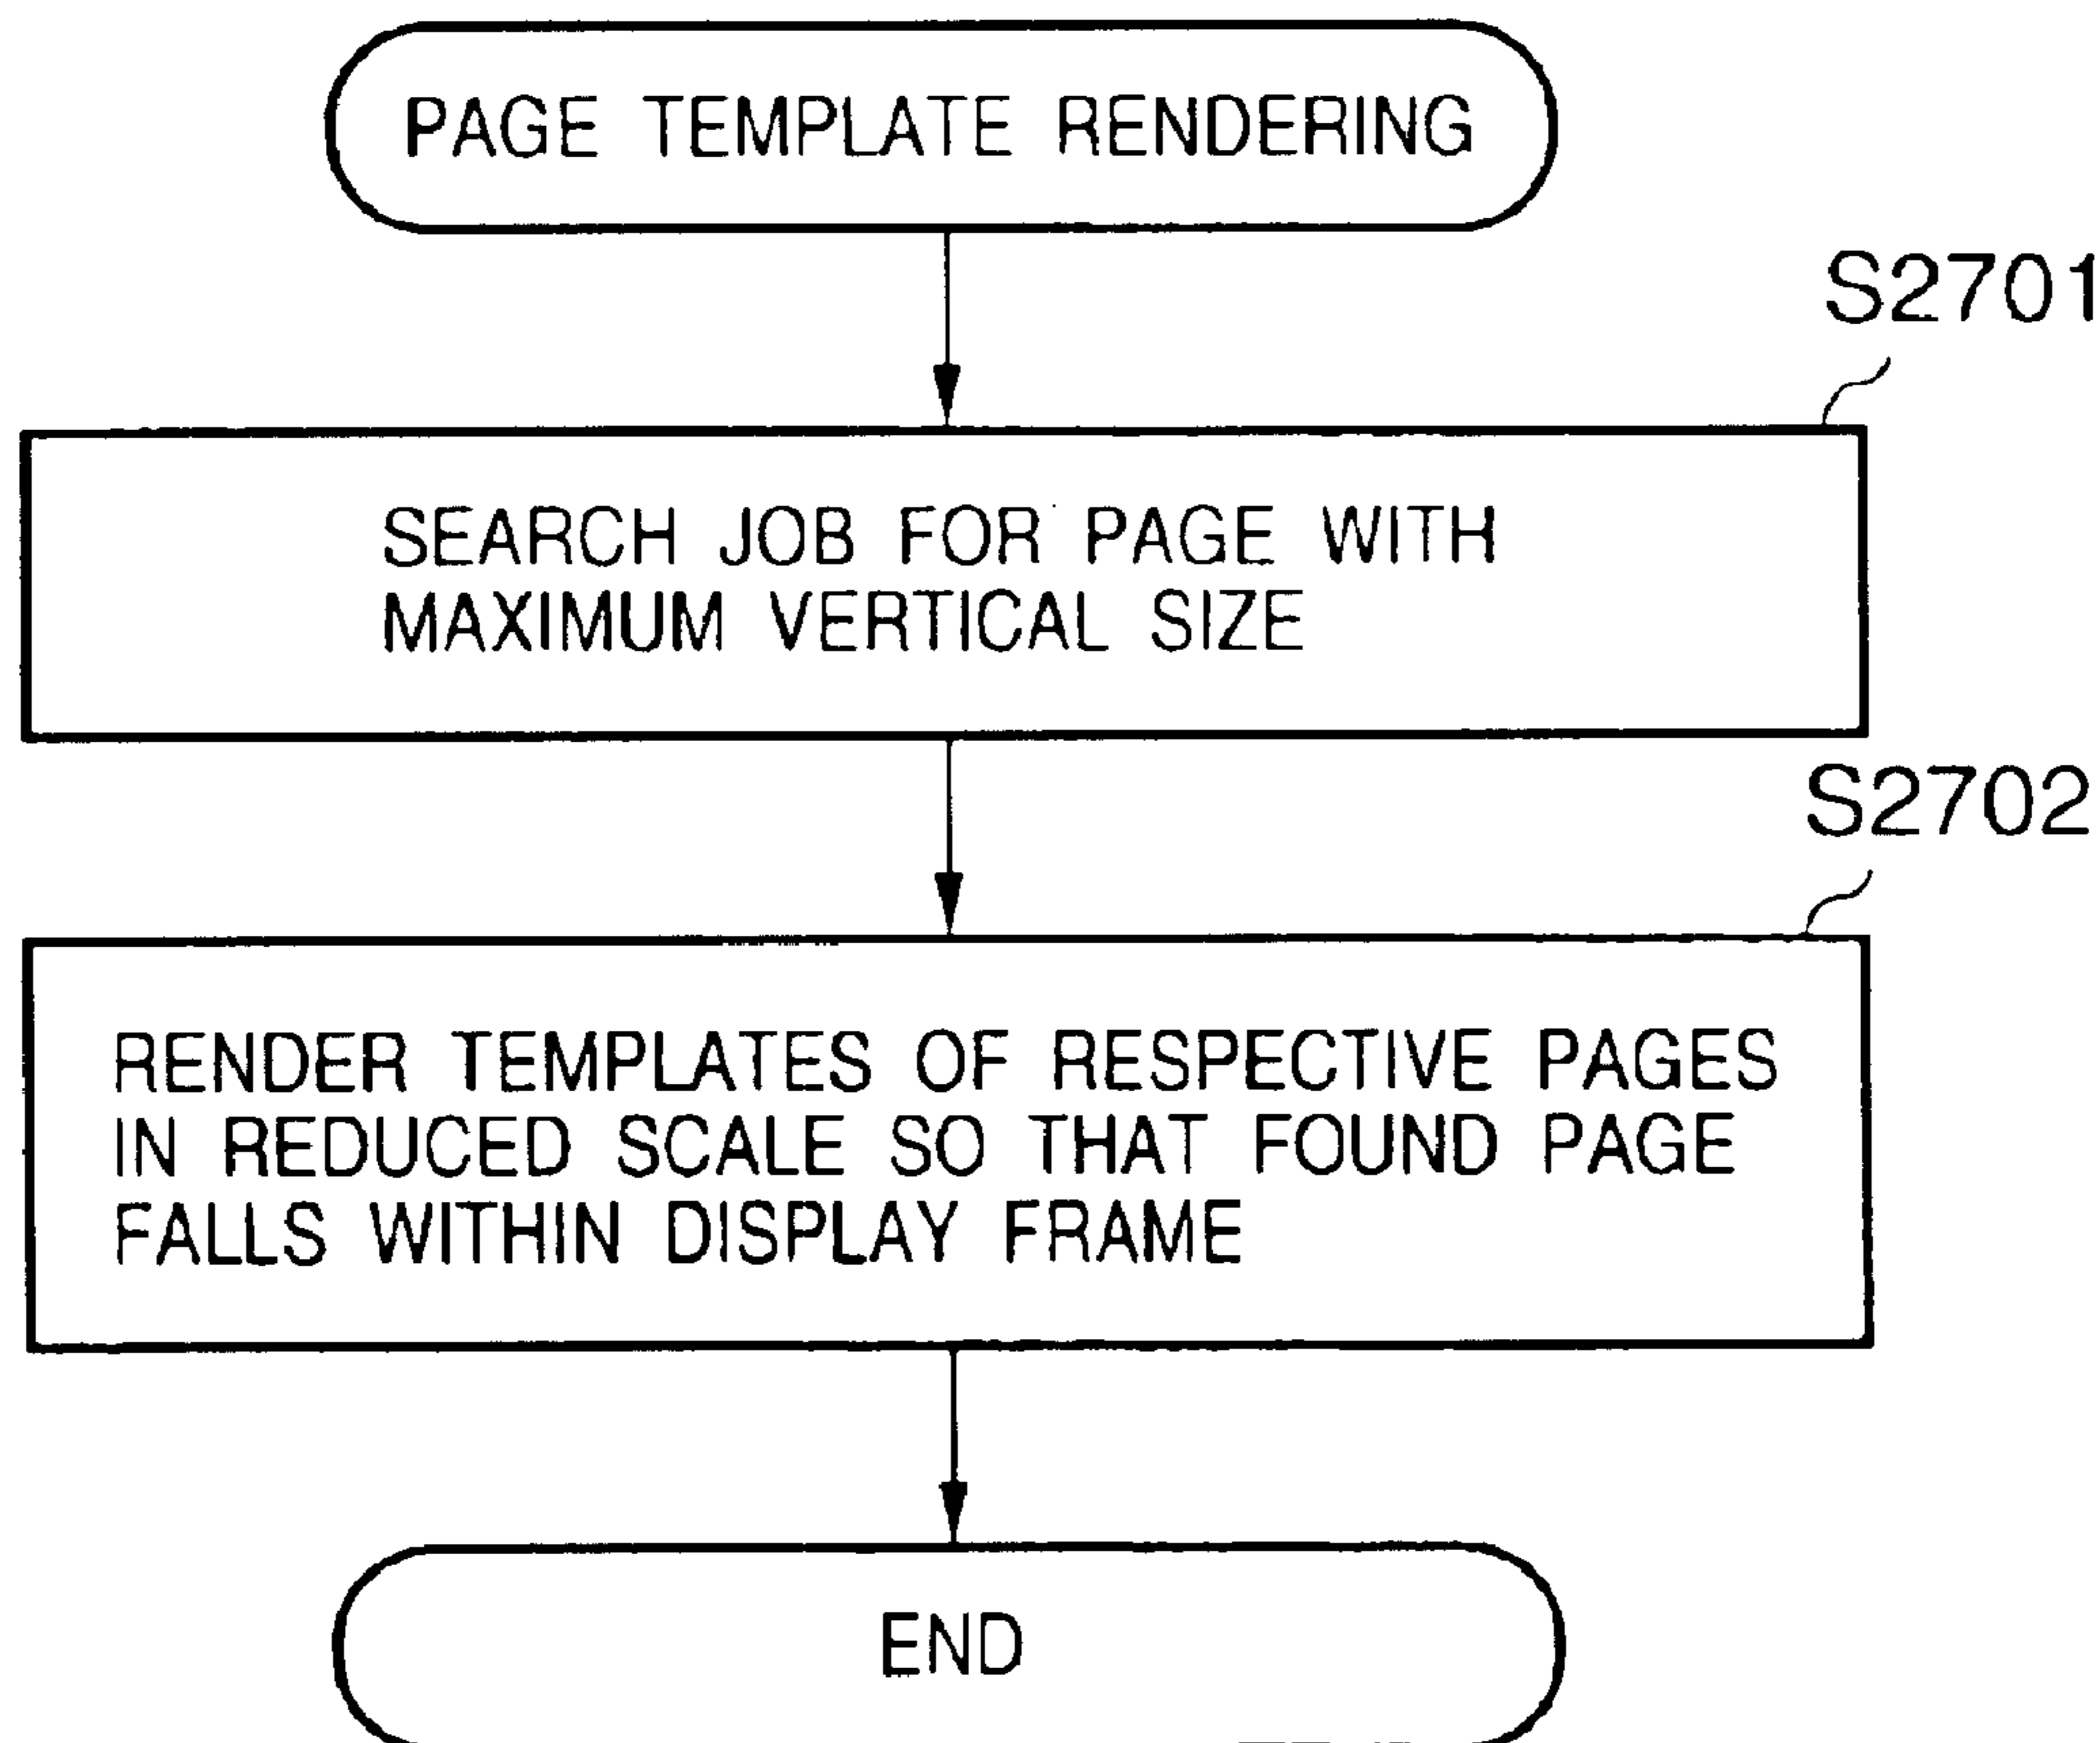 PAGE TEMPLATE RENDERING
S2701
SEARCH JOB FOR PAGE WITH
MAXIMUM VERTICAL SIZE
S2702
RENDER TEMPLATES OF RESPECTIVE PAGES
IN REDUCED SCALE SO THAT FOUND PAGE
FALLS WITHIN DISPLAY FRAME
END